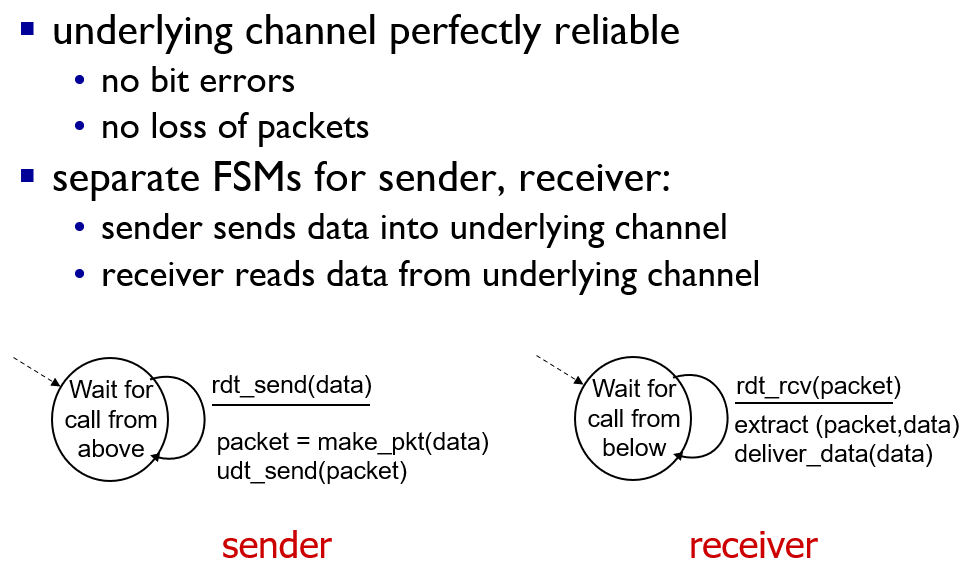 underlying channel perfectly reliable
no bit errors
no loss of packets
separate FSMs for sender, receiver:
sender sends data into underlying channel
receiver reads data from underlying channel
Wait for
call from
above
rdt_send(data)
packet = make_pkt(data)
udt_send(packet)
sender
Wait for
call from
below
rdt_rcv(packet)
extract (packet,data)
deliver_data(data)
receiver